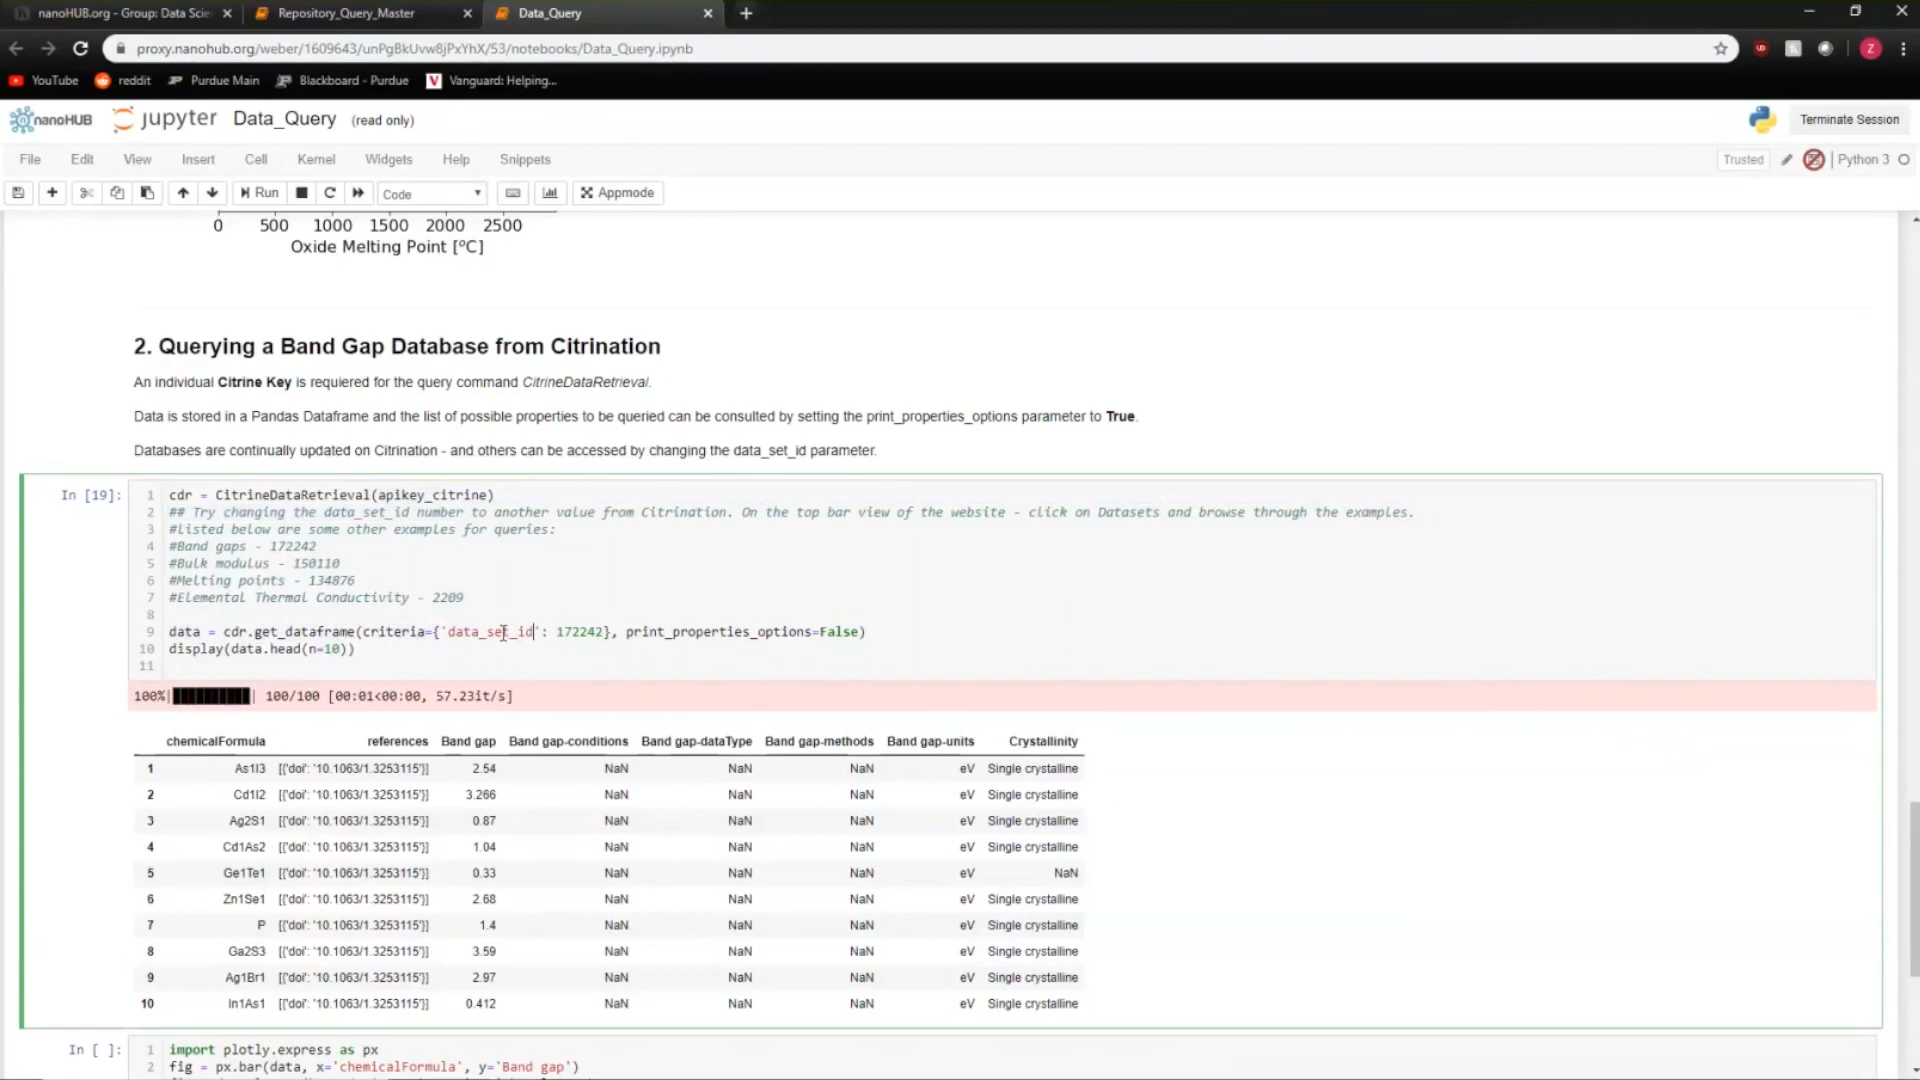 nanoHUB.org - Group: Data Scie
Repository_Query_Master
Data_Query
proxy.nanohub.org/weber/1609643/unPgBkUvw8jPxYhX/53/notebooks/Data_Query.ipynb
Z
YouTube
reddit
Purdue Main
Blackboard - Purdue
Vanguard: Helping...
nanoHUB
jupyter
Data_Query
(read only)
Terminate Session
File
Edit
View
Insert
Cell
Kernel
Widgets
Help
Snippets
Trusted
Python 3
Run
Code
Appmode
0 500 1000 1500 2000 2500
Oxide Melting Point [°C]
2. Querying a Band Gap Database from Citrination
An individual Citrine Key is requiered for the query command CitrineDataRetrieval.
Data is stored in a Pandas Dataframe and the list of possible properties to be queried can be consulted by setting the print_properties_options parameter to True.
Databases are continually updated on Citrination - and others can be accessed by changing the data_set_id parameter.
In [19]:
1 cdr = CitrineDataRetrieval(apikey_citrine)
2 ## Try changing the data_set_id number to another value from Citrination. On the top bar view of the website - click on Datasets and browse through the examples.
3 #listed below are some other examples for queries:
4 #Band gaps - 172242
5 #Bulk modulus - 150110
6 #Melting points - 134876
7 #Elemental Thermal Conductivity - 2209
8
9 data = cdr.get_dataframe(criteria={'data_set_id': 172242}, print_properties_options=False)
10 display(data.head(n=10))
11
100%|██████████| 100/100 [00:01<00:00, 57.23it/s]
chemicalFormula references Band gap Band gap-conditions Band gap-dataType Band gap-methods Band gap-units Crystallinity
1 As1I3 [{'doi': '10.1063/1.3253115'}] 2.54 NaN NaN NaN eV Single crystalline
2 Cd1I2 [{'doi': '10.1063/1.3253115'}] 3.266 NaN NaN NaN eV Single crystalline
3 Ag2S1 [{'doi': '10.1063/1.3253115'}] 0.87 NaN NaN NaN eV Single crystalline
4 Cd1As2 [{'doi': '10.1063/1.3253115'}] 1.04 NaN NaN NaN eV Single crystalline
5 Ge1Te1 [{'doi': '10.1063/1.3253115'}] 0.33 NaN NaN NaN eV NaN
6 Zn1Se1 [{'doi': '10.1063/1.3253115'}] 2.68 NaN NaN NaN eV Single crystalline
7 P [{'doi': '10.1063/1.3253115'}] 1.4 NaN NaN NaN eV Single crystalline
8 Ga2S3 [{'doi': '10.1063/1.3253115'}] 3.59 NaN NaN NaN eV Single crystalline
9 Ag1Br1 [{'doi': '10.1063/1.3253115'}] 2.97 NaN NaN NaN eV Single crystalline
10 In1As1 [{'doi': '10.1063/1.3253115'}] 0.412 NaN NaN NaN eV Single crystalline
In [ ]:
1 import plotly.express as px
2 fig = px.bar(data, x='chemicalFormula', y='Band gap')